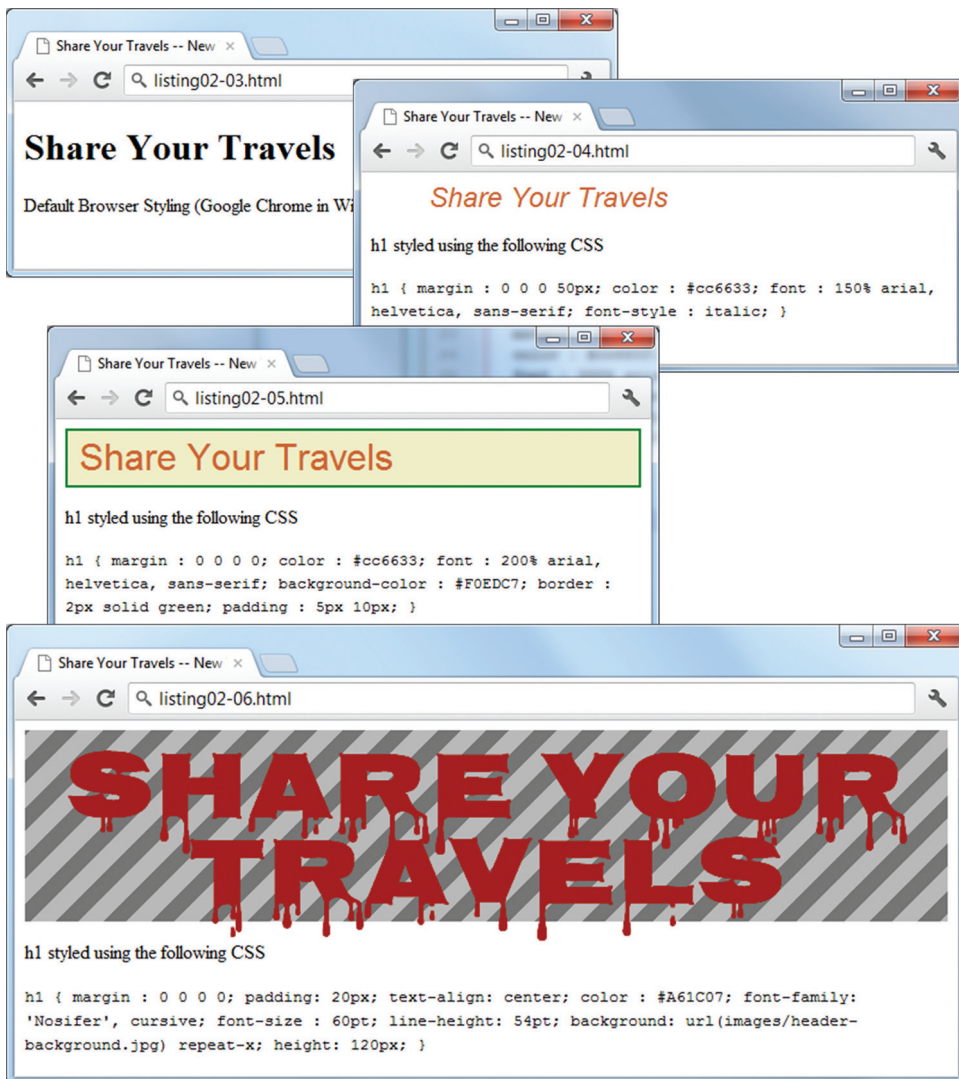 Share Your Travels -- New
listing02-03.html
Share Your Travels
Default Browser Styling (Google Chrome in Wi
Share Your Travels -- New
listing02-04.html
Share Your Travels
h1 styled using the following CSS
h1 { margin : 0 0 0 50px; color : #cc6633; font : 150% arial,
helvetica, sans-serif; font-style : italic; }
Share Your Travels -- New
listing02-05.html
Share Your Travels
h1 styled using the following CSS
h1 { margin : 0 0 0 0; color : #cc6633; font : 200% arial,
helvetica, sans-serif; background-color : #F0EDC7; border :
2px solid green; padding : 5px 10px; }
Share Your Travels -- New
listing02-06.html
SHARE YOUR
TRAVELS
h1 styled using the following CSS
h1 { margin : 0 0 0 0; padding: 20px; text-align: center; color : #A61C07; font-family:
'Nosifer', cursive; font-size : 60pt; line-height: 54pt; background: url(images/header-
background.jpg) repeat-x; height: 120px; }